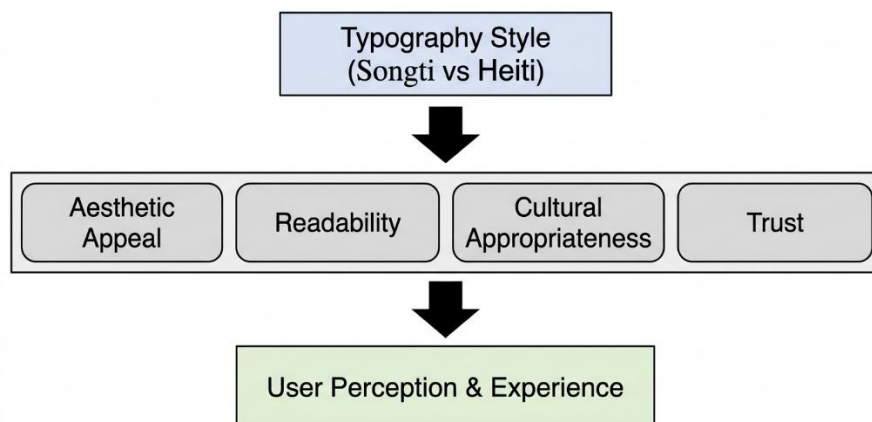 Typography Style
(Songti vs Heiti)
Aesthetic
Appeal
Readability
Cultural
Appropriateness
Trust
User Perception & Experience